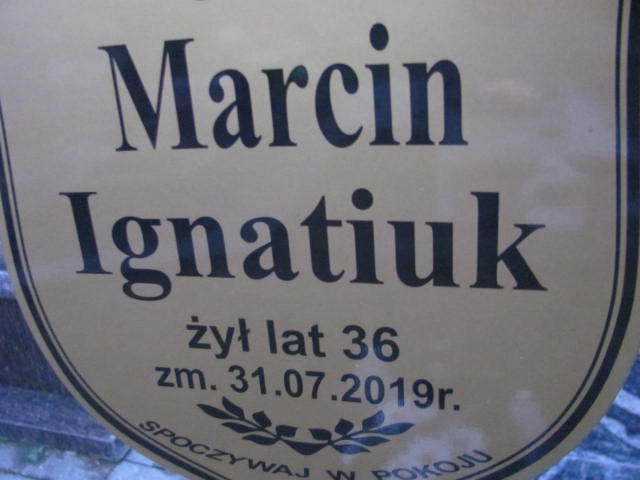 Marcin
Ignatiuk
żył lat 36
zm. 31.07.2019r.
SPOCZYWAJ W POKOJU